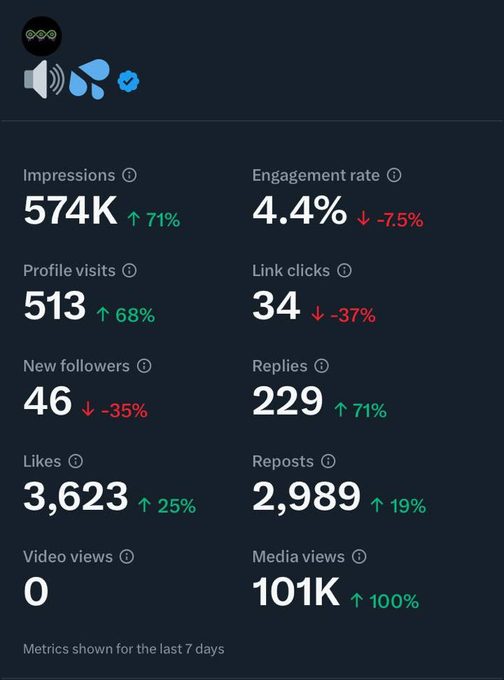 Impressions Engagement rate
574K ↑ 71% 4.4% ↓ -7.5%
Profile visits Link clicks
513 ↑ 68% 34 ↓ -37%
New followers Replies
46 ↓ -35% 229 ↑ 71%
Likes Reposts
3,623 ↑ 25% 2,989 ↑ 19%
Video views Media views
0 101K ↑ 100%
Metrics shown for the last 7 days